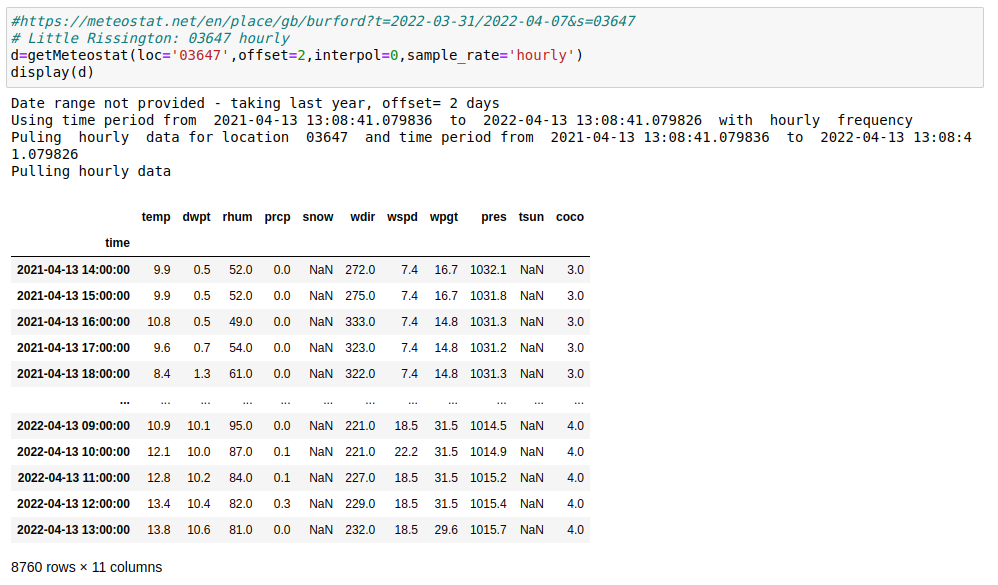 #https://meteostat.net/en/place/gb/burford?t=2022-03-31/2022-04-07&s=03647
# Little Rissington: 03647 hourly
d=getMeteostat(loc='03647',offset=2,interpol=0,sample_rate='hourly')
display(d)
Date range not provided - taking last year, offset= 2 days
Using time period from  2021-04-13 13:08:41.079836  to  2022-04-13 13:08:41.079826  with  hourly  frequency
Puling  hourly  data for location  03647  and time period from  2021-04-13 13:08:41.079836  to  2022-04-13 13:08:4
1.079826
Pulling hourly data
temp dwpt rhum prcp snow wdir wspd wpgt pres tsun coco
time
2021-04-13 14:00:00 9.9 0.5 52.0 0.0 NaN 272.0 7.4 16.7 1032.1 NaN 3.0
2021-04-13 15:00:00 9.9 0.5 52.0 0.0 NaN 275.0 7.4 16.7 1031.8 NaN 3.0
2021-04-13 16:00:00 10.8 0.5 49.0 0.0 NaN 333.0 7.4 14.8 1031.3 NaN 3.0
2021-04-13 17:00:00 9.6 0.7 54.0 0.0 NaN 323.0 7.4 14.8 1031.2 NaN 3.0
2021-04-13 18:00:00 8.4 1.3 61.0 0.0 NaN 322.0 7.4 14.8 1031.3 NaN 3.0
... ... ... ... ... ... ... ... ... ... ... ...
2022-04-13 09:00:00 10.9 10.1 95.0 0.0 NaN 221.0 18.5 31.5 1014.5 NaN 4.0
2022-04-13 10:00:00 12.1 10.0 87.0 0.1 NaN 221.0 22.2 31.5 1014.9 NaN 4.0
2022-04-13 11:00:00 12.8 10.2 84.0 0.1 NaN 227.0 18.5 31.5 1015.2 NaN 4.0
2022-04-13 12:00:00 13.4 10.4 82.0 0.3 NaN 229.0 18.5 31.5 1015.4 NaN 4.0
2022-04-13 13:00:00 13.8 10.6 81.0 0.0 NaN 232.0 18.5 29.6 1015.7 NaN 4.0
8760 rows × 11 columns